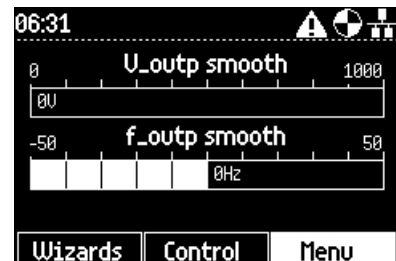 06:31
V_outp smooth
0 1000
0V
f_outp smooth
-50 50
0Hz
Wizards Control Menu